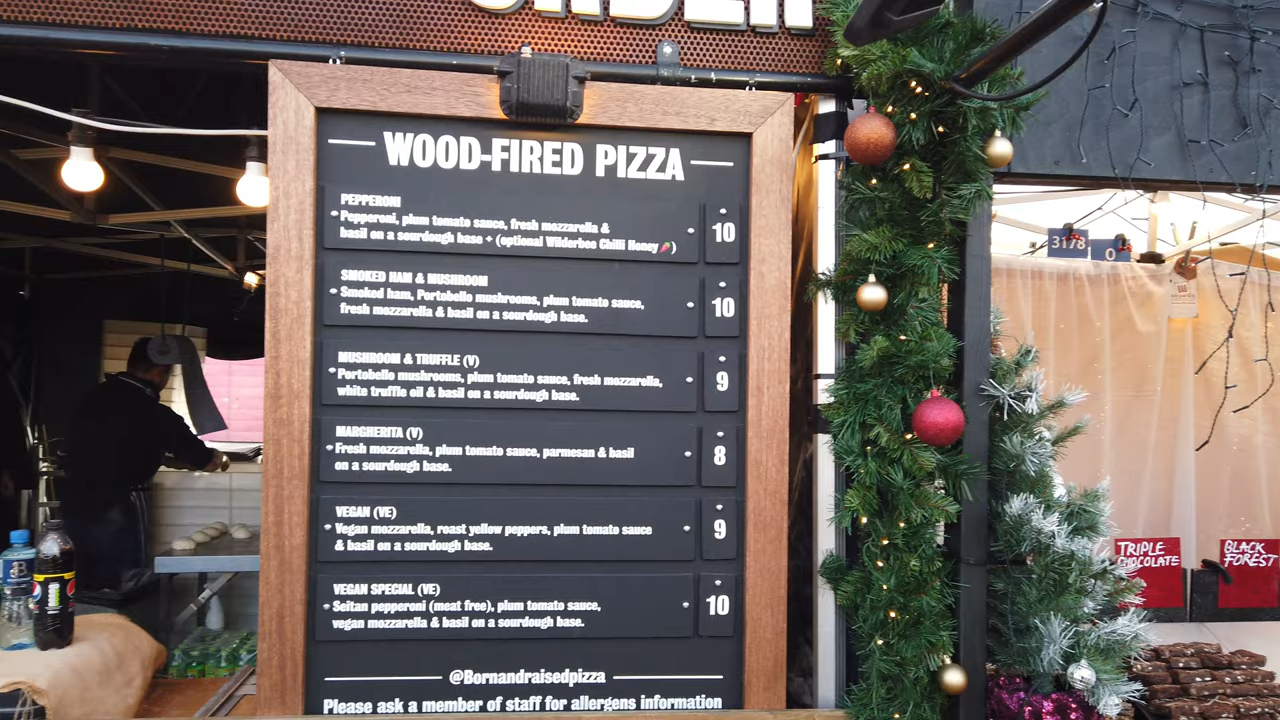 WOOD-FIRED PIZZA
PEPPERONI
Pepperoni, plum tomato sauce, fresh mozzarella &
basil on a sourdough base + (optional Wilderbee Chilli Honey🌶)
10
SMOKED HAM & MUSHROOM
Smoked ham, Portobello mushrooms, plum tomato sauce,
fresh mozzarella & basil on a sourdough base.
10
MUSHROOM & TRUFFLE (V)
Portobello mushrooms, plum tomato sauce, fresh mozzarella,
white truffle oil & basil on a sourdough base.
9
MARGHERITA (V)
Fresh mozzarella, plum tomato sauce, parmesan & basil
on a sourdough base.
8
VEGAN (VE)
Vegan mozzarella, roast yellow peppers, plum tomato sauce
& basil on a sourdough base.
9
VEGAN SPECIAL (VE)
Seitan pepperoni (meat free), plum tomato sauce,
vegan mozzarella & basil on a sourdough base.
10
@Bornandraisedpizza
Please ask a member of staff for allergens information
3178
0
TRIPLE
CHOCOLATE
BLACK
FOREST